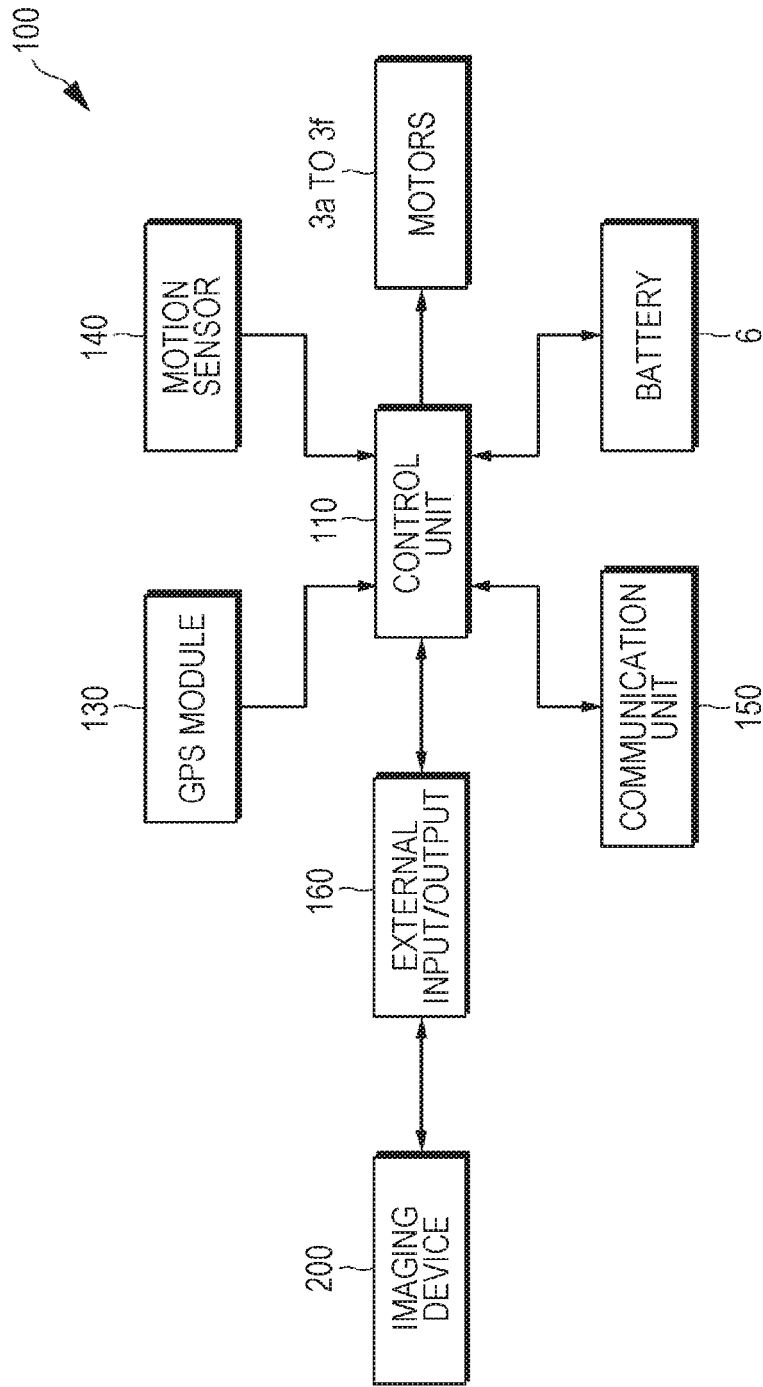 100
130
GPS MODULE
140
MOTION
SENSOR
200
IMAGING
DEVICE
160
EXTERNAL
INPUT/OUTPUT
110
CONTROL
UNIT
3a TO 3f
MOTORS
COMMUNICATION
UNIT
150
BATTERY
6